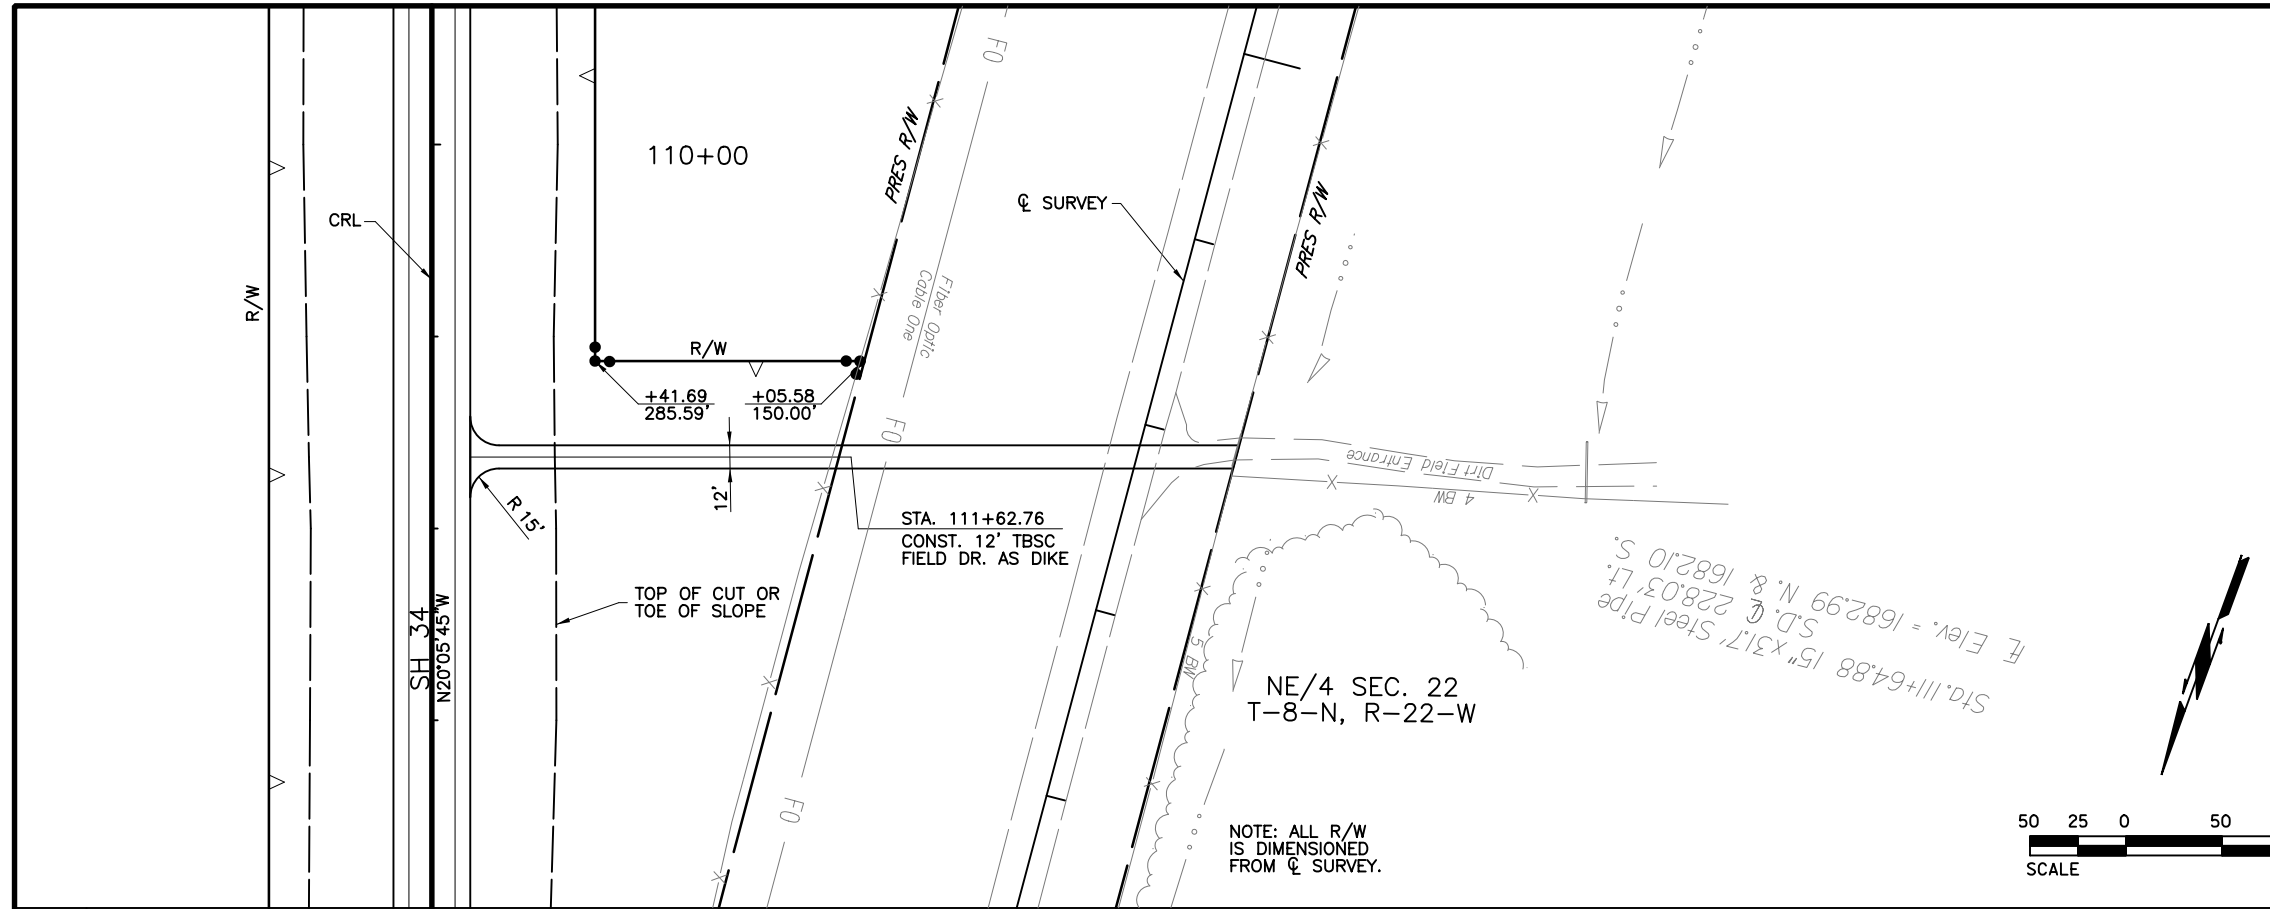 FO
110+00
PRES R/W
CRL
℄ SURVEY
PRES R/W
R/W
Fiber Optic
Cable One
R/W
+41.69
285.59'
+05.58
150.00'
FO
12'
R 15'
Dirt Field Entrance
4 BW
STA. 111+62.76
CONST. 12' TBSC
FIELD DR. AS DIKE
TOP OF CUT OR
TOE OF SLOPE
SH 34
N20°05'45"W
5 BW
NE/4 SEC. 22
T-8-N, R-22-W
Sta. 111+64.88 15" x31.7' Steel Pipe
S.D. ℄ 228.03' Lt.
FL Elev. = 1682.99 N. & 1682.10 S.
FO
NOTE: ALL R/W
IS DIMENSIONED
FROM ℄ SURVEY.
50 25 0 50
SCALE